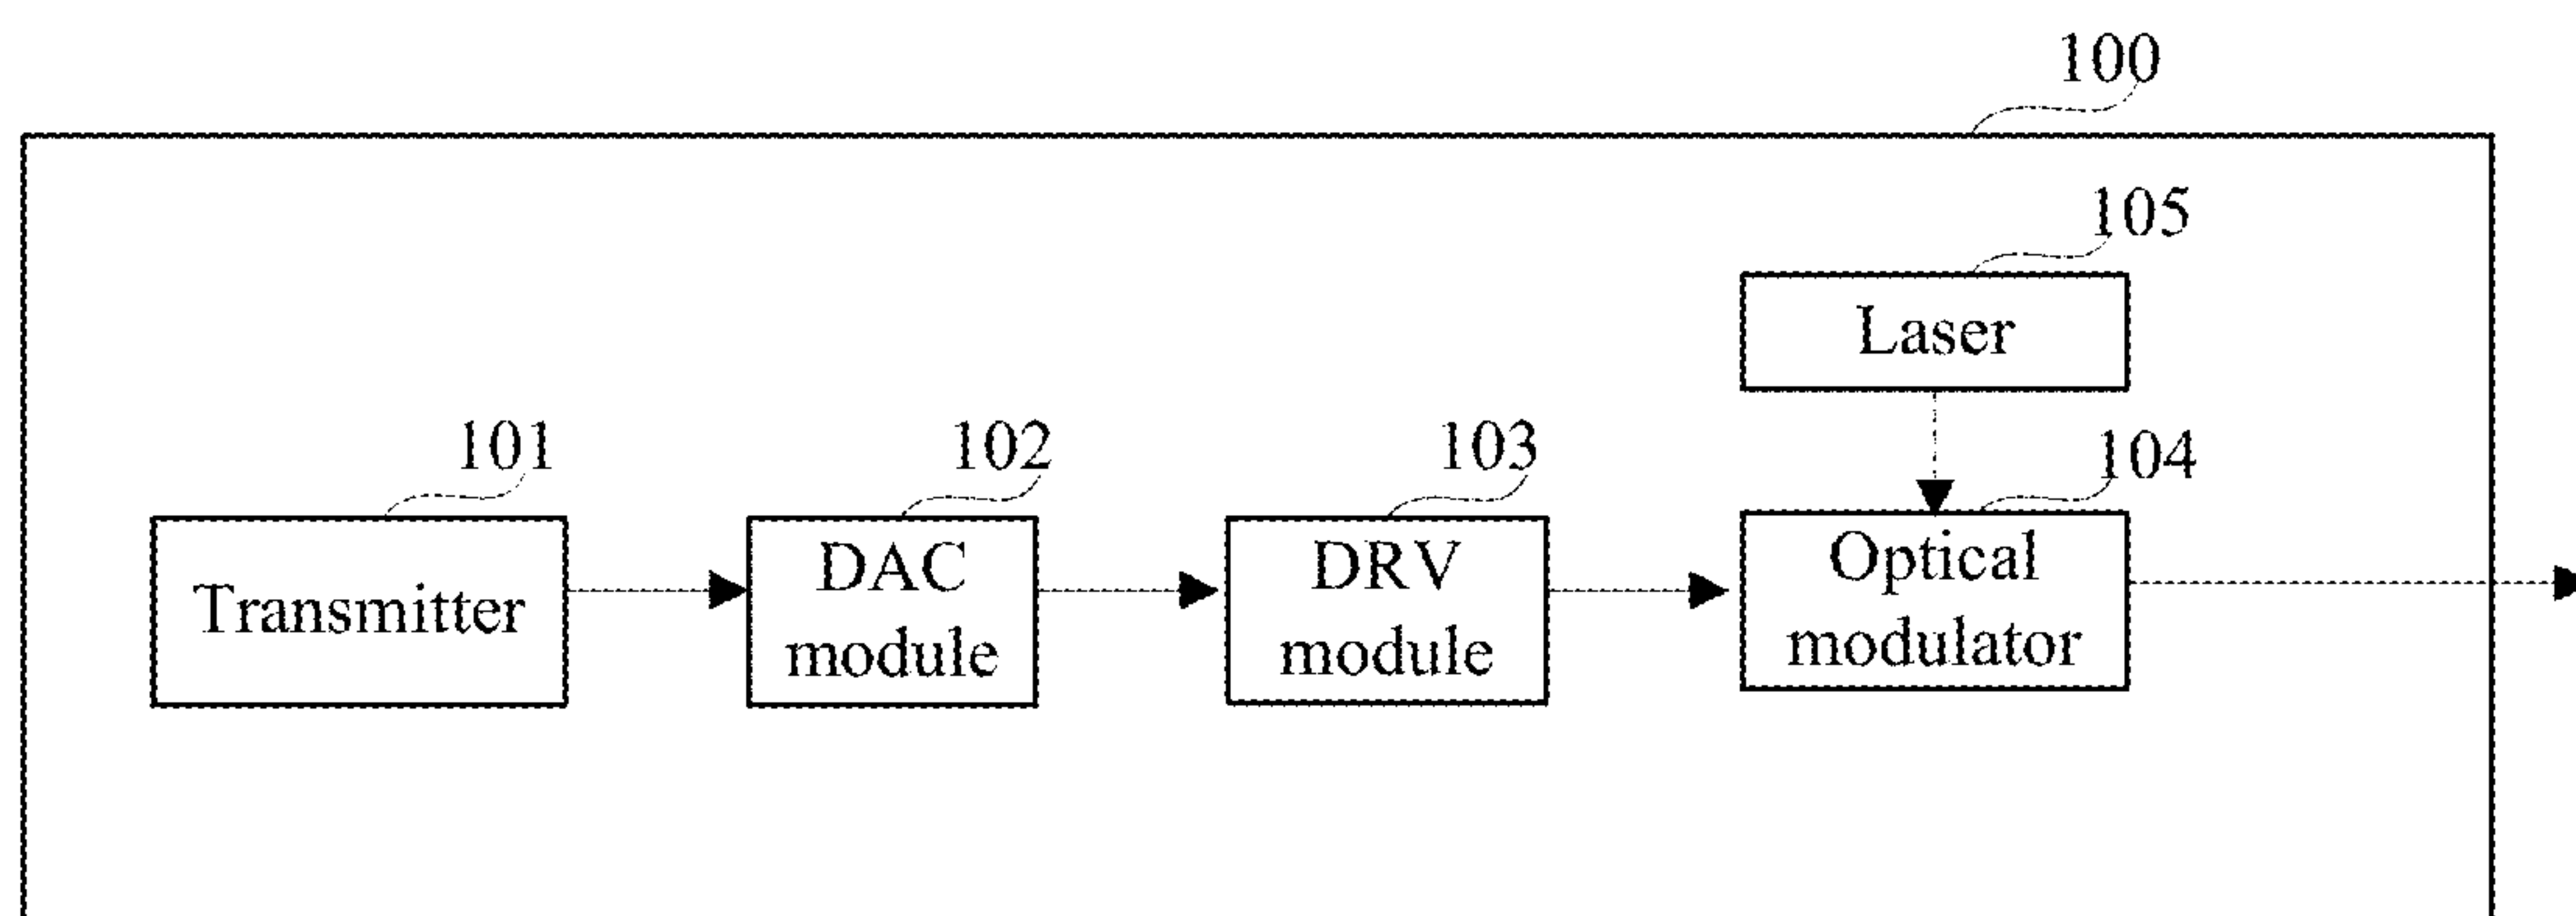 100
105
Laser
101
102
103
104
Transmitter
DAC
module
DRV
module
Optical
modulator